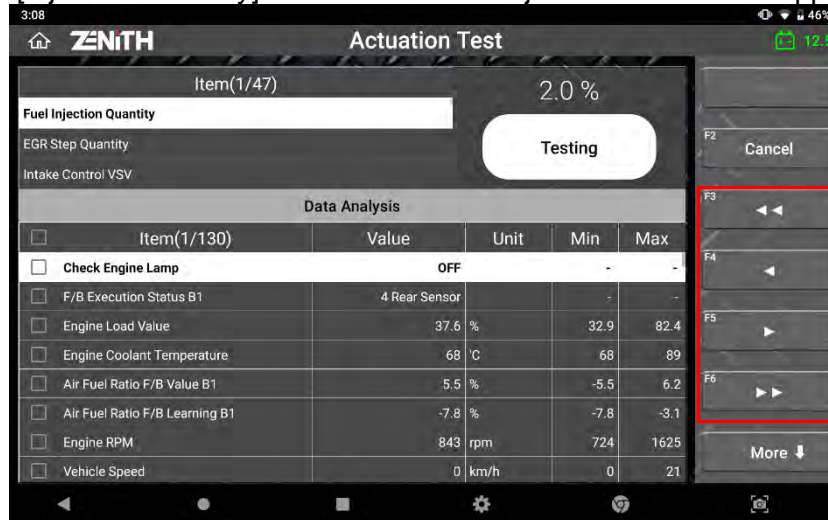 3:08 46%
ZENITH Actuation Test 12.5
Item(1/47) 2.0 %
Fuel Injection Quantity
EGR Step Quantity Testing
Intake Control VSV
F2 Cancel
Data Analysis
F3
Item(1/130) Value Unit Min Max
Check Engine Lamp OFF - -
F4
F/B Execution Status B1 4 Rear Sensor - -
Engine Load Value 37.6 % 32.9 82.4
F5
Engine Coolant Temperature 68 'C 68 89
Air Fuel Ratio F/B Value B1 5.5 % -5.5 6.2
F6
Air Fuel Ratio F/B Learning B1 -7.8 % -7.8 -3.1
Engine RPM 843 rpm 724 1625
More
Vehicle Speed 0 km/h 0 21